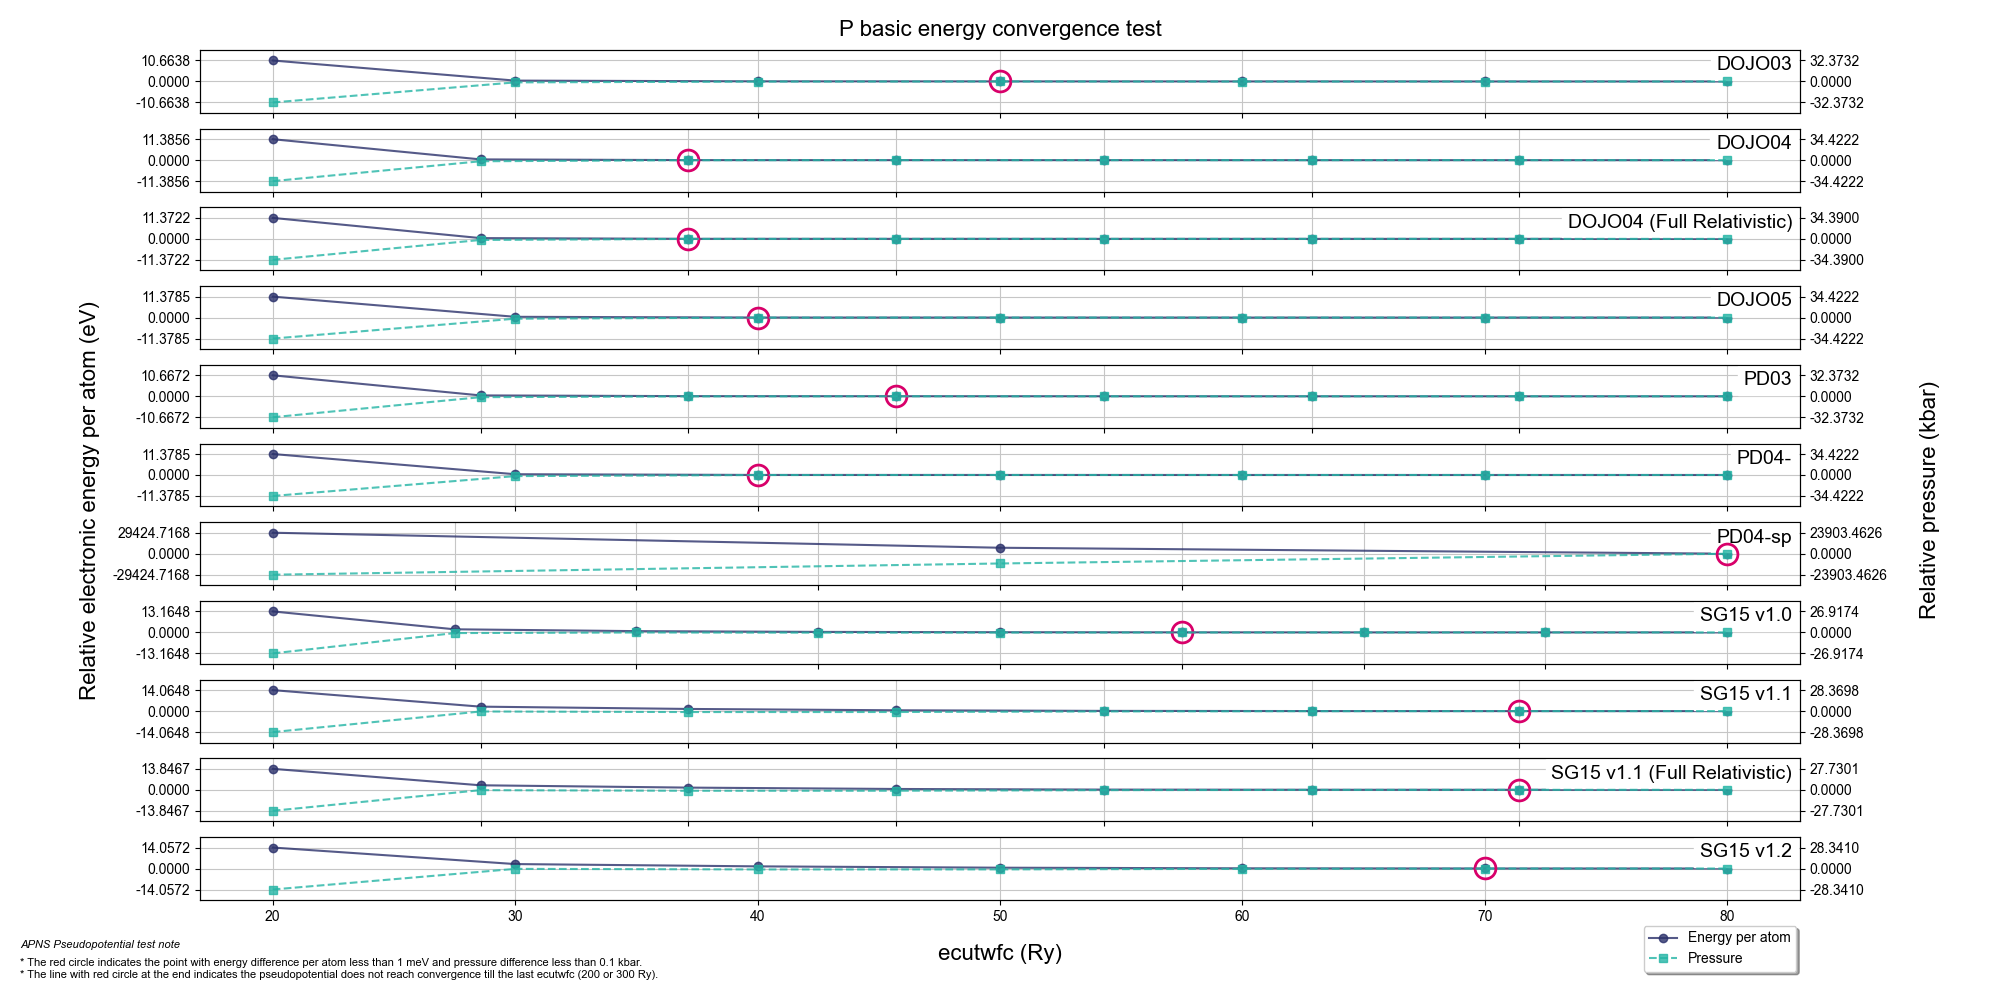 P basic energy convergence test
Relative electronic energy per atom (eV)
Relative pressure (kbar)
DOJO03
10.6638 32.3732
0.0000 0.0000
-10.6638 -32.3732
DOJO04
11.3856 34.4222
0.0000 0.0000
-11.3856 -34.4222
DOJO04 (Full Relativistic)
11.3722 34.3900
0.0000 0.0000
-11.3722 -34.3900
DOJO05
11.3785 34.4222
0.0000 0.0000
-11.3785 -34.4222
PD03
10.6672 32.3732
0.0000 0.0000
-10.6672 -32.3732
PD04-
11.3785 34.4222
0.0000 0.0000
-11.3785 -34.4222
PD04-sp
29424.7168 23903.4626
0.0000 0.0000
-29424.7168 -23903.4626
SG15 v1.0
13.1648 26.9174
0.0000 0.0000
-13.1648 -26.9174
SG15 v1.1
14.0648 28.3698
0.0000 0.0000
-14.0648 -28.3698
SG15 v1.1 (Full Relativistic)
13.8467 27.7301
0.0000 0.0000
-13.8467 -27.7301
SG15 v1.2
14.0572 28.3410
0.0000 0.0000
-14.0572 -28.3410
20 30 40 50 60 70 80
ecutwfc (Ry)
Energy per atom
Pressure
APNS Pseudopotential test note
* The red circle indicates the point with energy difference per atom less than 1 meV and pressure difference less than 0.1 kbar.
* The line with red circle at the end indicates the pseudopotential does not reach convergence till the last ecutwfc (200 or 300 Ry).